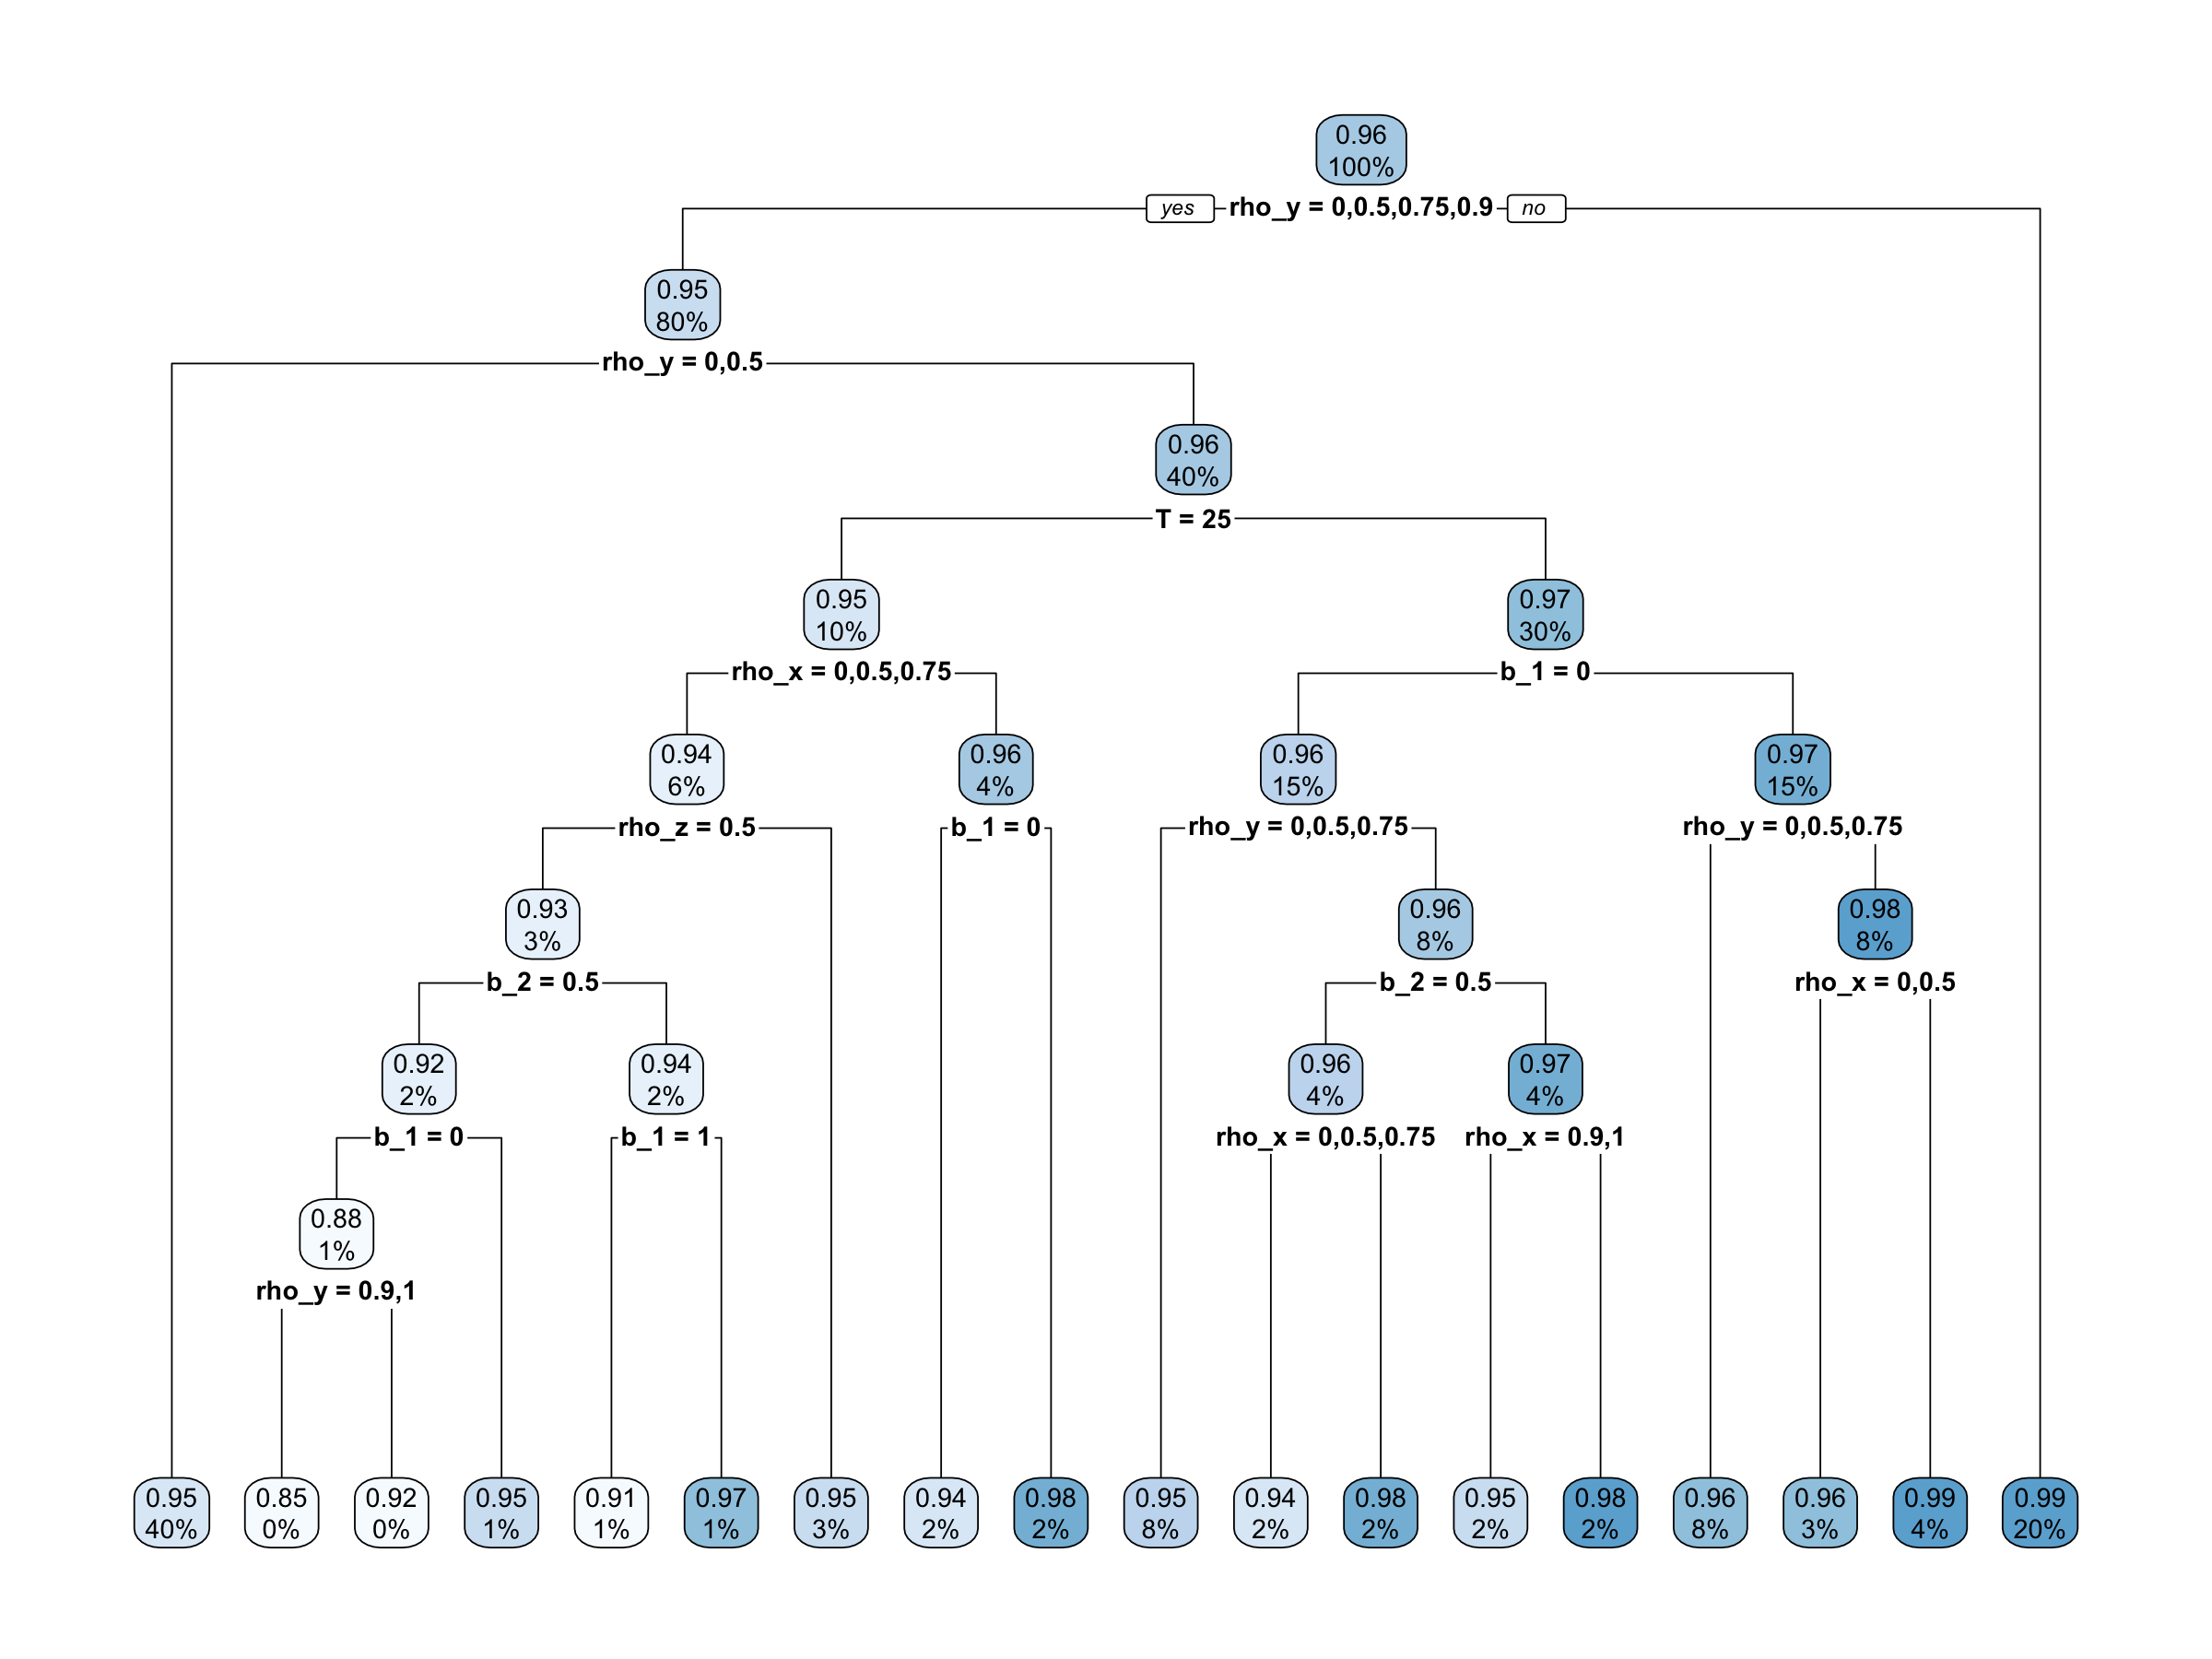 0.96
100%
yes rho_y = 0,0.5,0.75,0.9 no
0.95
80%
rho_y = 0,0.5
0.96
40%
T = 25
0.95 0.97
10% 30%
rho_x = 0,0.5,0.75 b_1 = 0
0.94 0.96 0.96 0.97
6% 4% 15% 15%
rho_z = 0.5 b_1 = 0 rho_y = 0,0.5,0.75 rho_y = 0,0.5,0.75
0.93 0.96 0.98
3% 8% 8%
b_2 = 0.5 b_2 = 0.5 rho_x = 0,0.5
0.92 0.94 0.96 0.97
2% 2% 4% 4%
b_1 = 0 b_1 = 1 rho_x = 0,0.5,0.75 rho_x = 0.9,1
0.88
1%
rho_y = 0.9,1
0.95 0.85 0.92 0.95 0.91 0.97 0.95 0.94 0.98 0.95 0.94 0.98 0.95 0.98 0.96 0.96 0.99 0.99
40% 0% 0% 1% 1% 1% 3% 2% 2% 8% 2% 2% 2% 2% 8% 3% 4% 20%